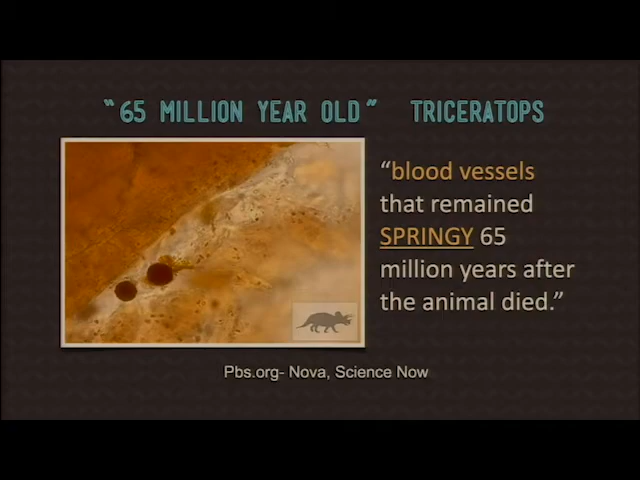 “65 MILLION YEAR OLD” TRICERATOPS
“blood vessels
that remained
SPRINGY 65
million years after
the animal died.”
Pbs.org- Nova, Science Now